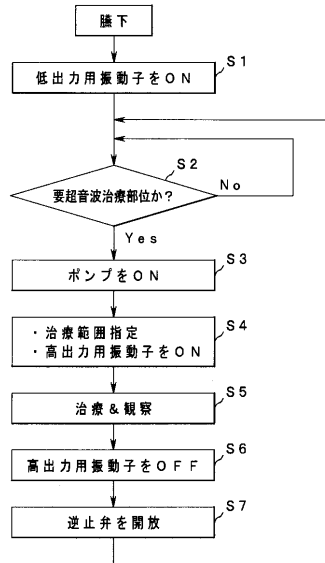 嚥下
S1
低出力用振動子をON
S2
要超音波治療部位か?
No
Yes
S3
ポンプをON
S4
・治療範囲指定
・高出力用振動子をON
S5
治療&観察
S6
高出力用振動子をOFF
S7
逆止弁を開放